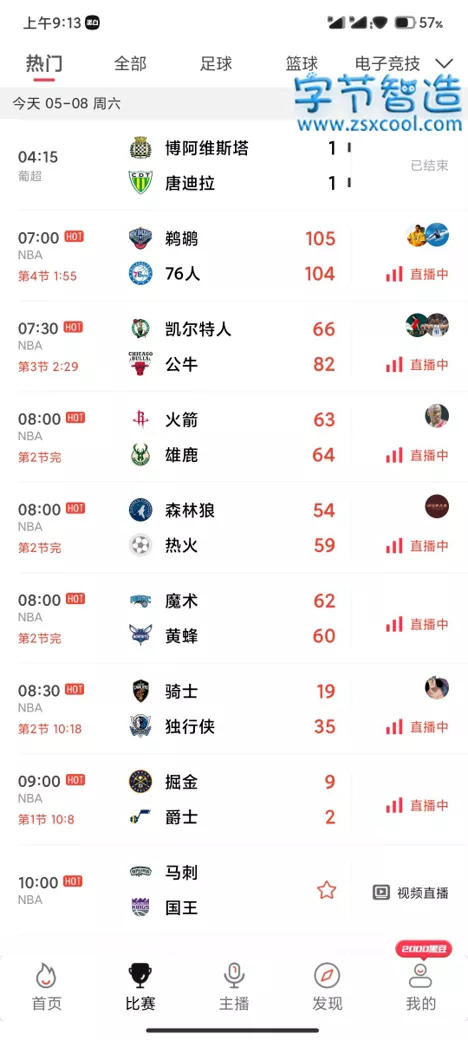 上午9:13 黑白
57%
热门 全部 足球 篮球 电子竞技
今天 05-08 周六
字节智造
www.zsxcool.com
04:15
葡超
博阿维斯塔 1
唐迪拉 1
已结束
07:00 HOT
NBA
第4节 1:55
鹈鹕 105
76人 104
直播中
07:30 HOT
NBA
第3节 2:29
凯尔特人 66
CHICAGO BULLS 公牛 82
直播中
08:00 HOT
NBA
第2节完
火箭 63
雄鹿 64
直播中
08:00 HOT
NBA
第2节完
森林狼 54
热火 59
直播中
08:00 HOT
NBA
第2节完
魔术 62
黄蜂 60
直播中
08:30 HOT
NBA
第2节 10:18
骑士 19
独行侠 35
直播中
09:00 HOT
NBA
第1节 10:8
掘金 9
爵士 2
直播中
10:00 HOT
NBA
马刺
国王
视频直播
2000黑豆
首页 比赛 主播 发现 我的